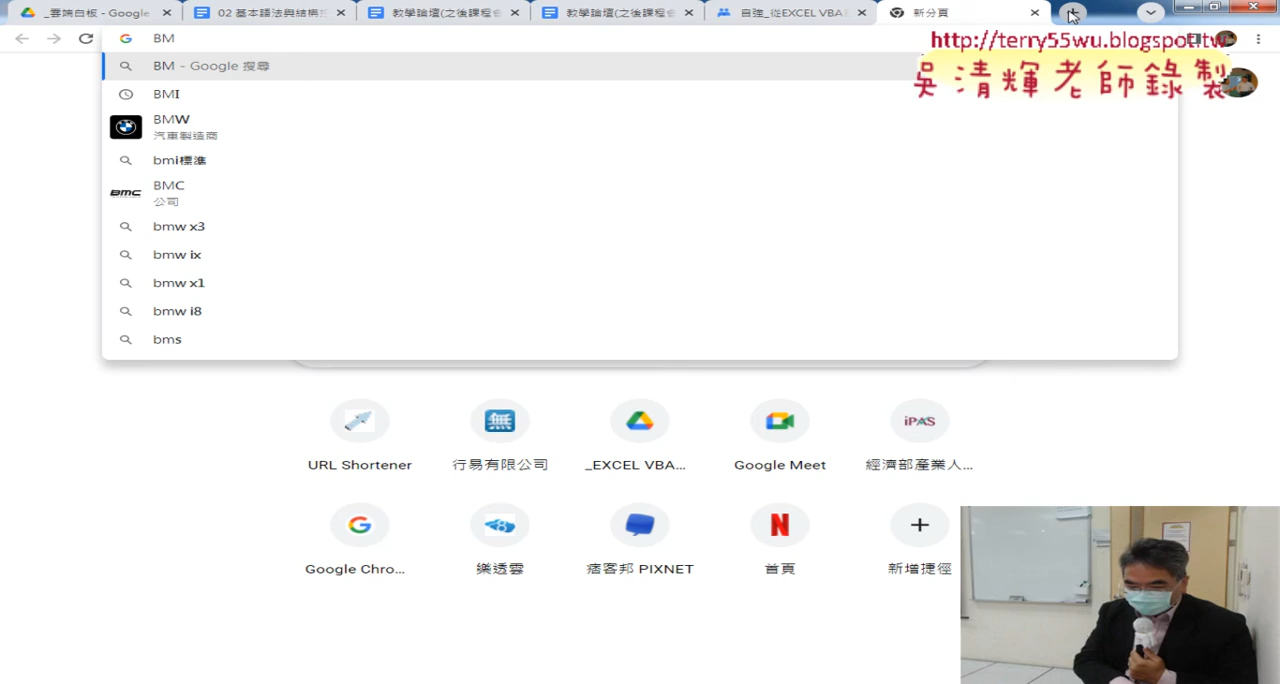 _雲端白板 - Google
02 基本語法與結構控
教學論壇(之後課程會
教學論壇(之後課程會
自強_從EXCEL VBA
新分頁
BM
http://terry55wu.blogspot.tw
吳清輝老師錄製
BM - Google 搜尋
BMI
BMW
汽車製造商
bmi標準
BMC
公司
bmw x3
bmw ix
bmw x1
bmw i8
bms
URL Shortener
行易有限公司
_EXCEL VBA...
Google Meet
經濟部產業人...
Google Chro...
樂透雲
痞客邦 PIXNET
首頁
新增捷徑